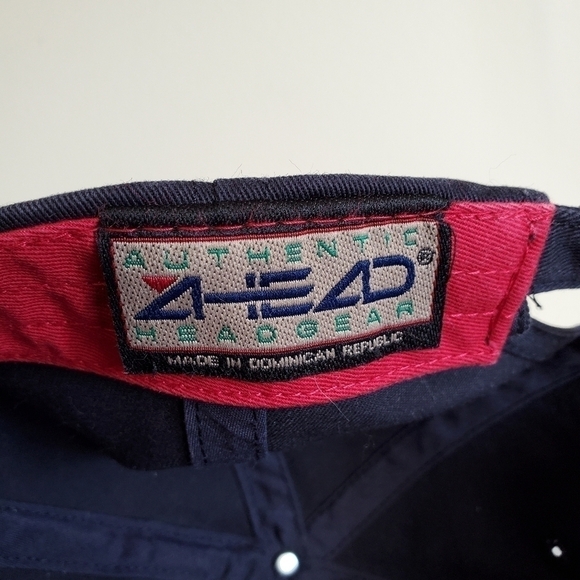 AUTHENTIC
AHEAD®
HEADGEAR
MADE IN DOMINICAN REPUBLIC